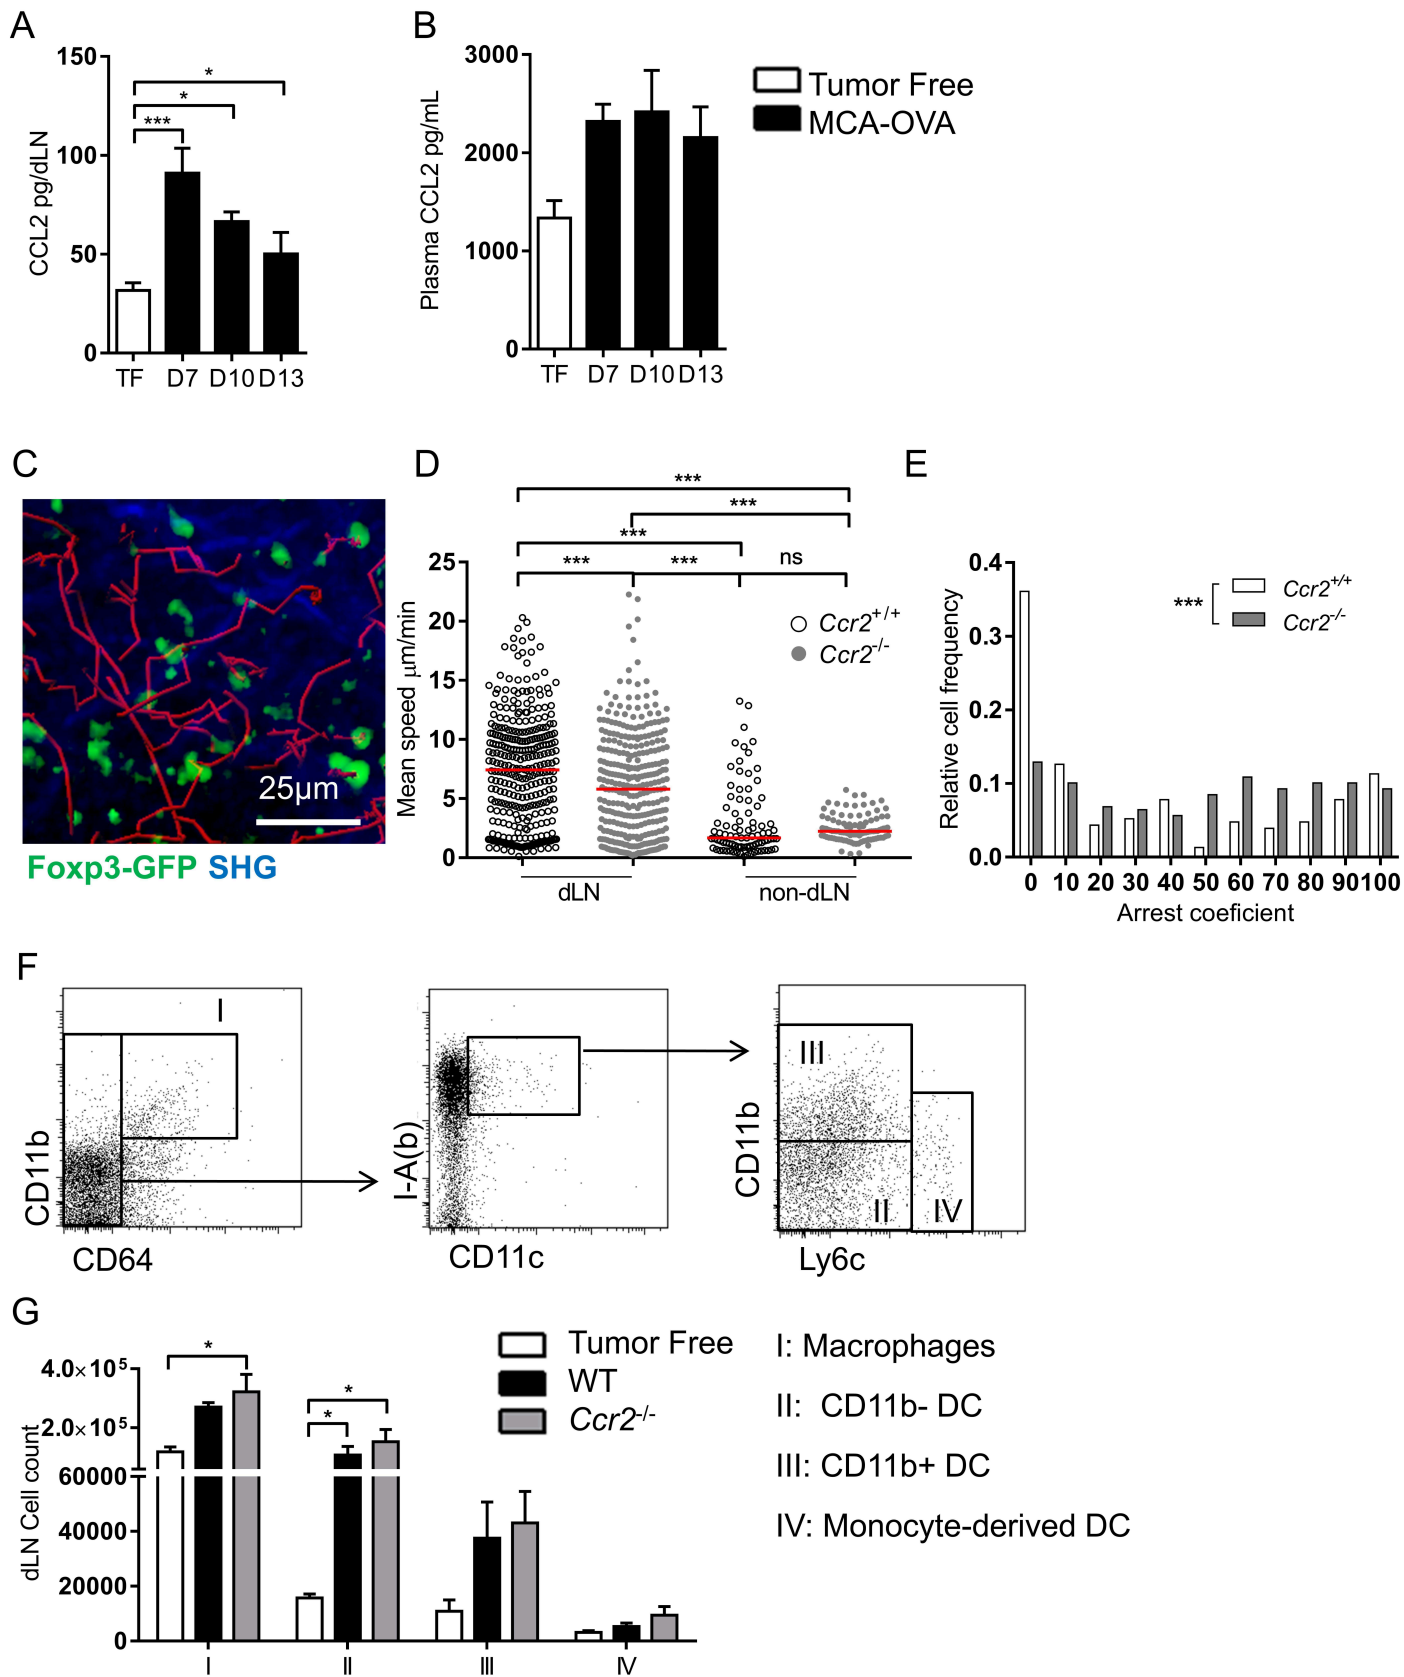 A
150
100
50
0
CCL2 pg/dLN
*
*
***
TF D7 D10 D13
B
3000
2000
1000
0
Plasma CCL2 pg/mL
TF D7 D10 D13
Tumor Free
MCA-OVA
C
25μm
Foxp3-GFP SHG
D
***
***
***
*** *** ns
25
20
15
10
5
0
Mean speed μm/min
Ccr2+/+
Ccr2-/-
dLN non-dLN
E
0.4
0.3
0.2
0.1
0.0
Relative cell frequency
***
Ccr2+/+
Ccr2-/-
0 10 20 30 40 50 60 70 80 90 100
Arrest coeficient
F
I
CD11b
CD64
I-A(b)
CD11c
III
II
IV
CD11b
Ly6c
G
4.0×10⁵
2.0×10⁵
60000
40000
20000
0
dLN Cell count
*
*
*
I II III IV
Tumor Free
WT
Ccr2-/-
I: Macrophages
II: CD11b- DC
III: CD11b+ DC
IV: Monocyte-derived DC